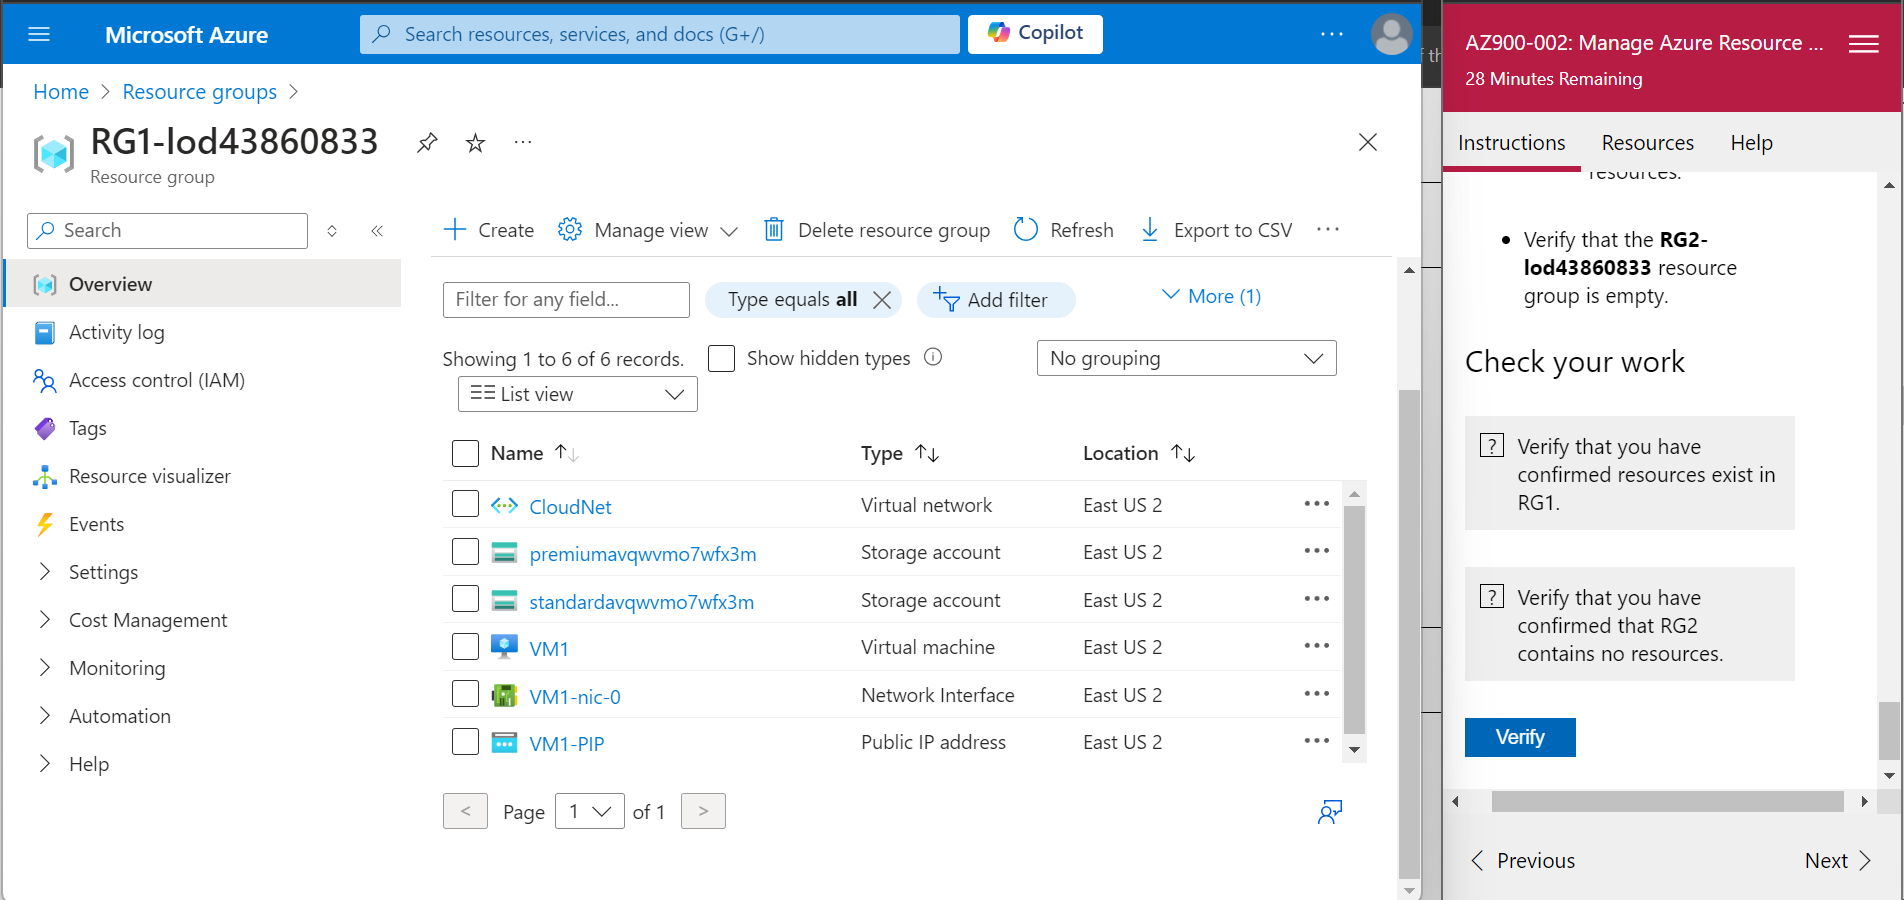 Microsoft Azure
Search resources, services, and docs (G+/)
Copilot
Home > Resource groups >
RG1-lod43860833
Resource group
Search
Overview
Activity log
Access control (IAM)
Tags
Resource visualizer
Events
Settings
Cost Management
Monitoring
Automation
Help
Create
Manage view
Delete resource group
Refresh
Export to CSV
Filter for any field...
Type equals all
Add filter
More (1)
Showing 1 to 6 of 6 records.
Show hidden types
No grouping
List view
Name Type Location
CloudNet Virtual network East US 2
premiumavqwvmo7wfx3m Storage account East US 2
standardavqwvmo7wfx3m Storage account East US 2
VM1 Virtual machine East US 2
VM1-nic-0 Network Interface East US 2
VM1-PIP Public IP address East US 2
< Page 1 of 1 >
AZ900-002: Manage Azure Resource ...
28 Minutes Remaining
Instructions Resources Help
resources.
• Verify that the RG2-
lod43860833 resource
group is empty.
Check your work
Verify that you have
confirmed resources exist in
RG1.
Verify that you have
confirmed that RG2
contains no resources.
Verify
Previous
Next